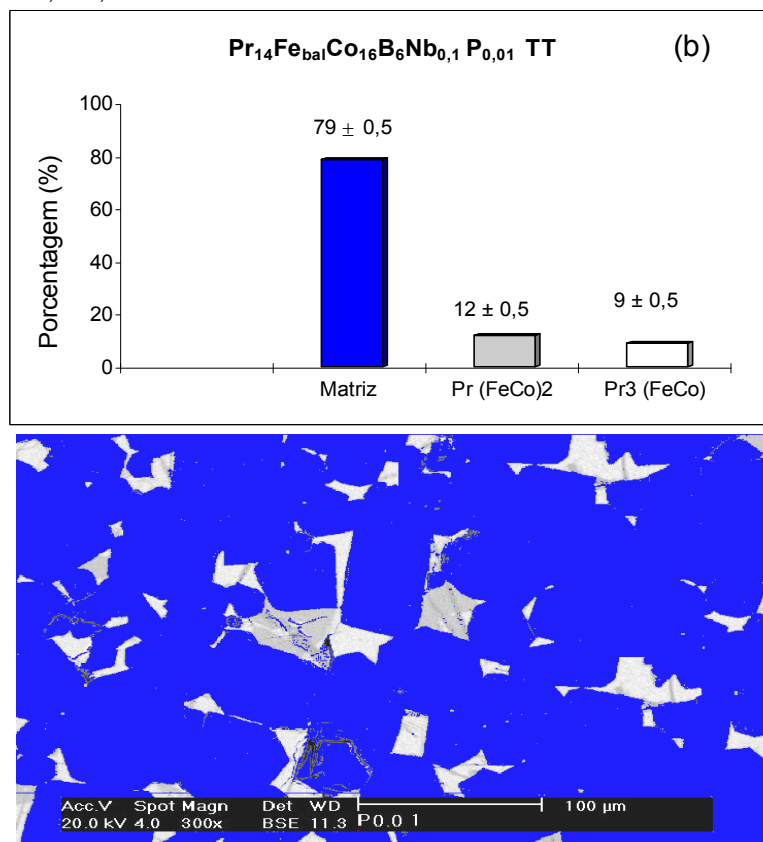 Pr14FebalCo16B6Nb0,1 P0,01 TT (b)
Porcentagem (%)
100
80
60
40
20
0
79 ± 0,5
12 ± 0,5
9 ± 0,5
Matriz Pr (FeCo)2 Pr3 (FeCo)
Acc.V Spot Magn Det WD 100 µm
20.0 kV 4.0 300x BSE 11.3 P0.01